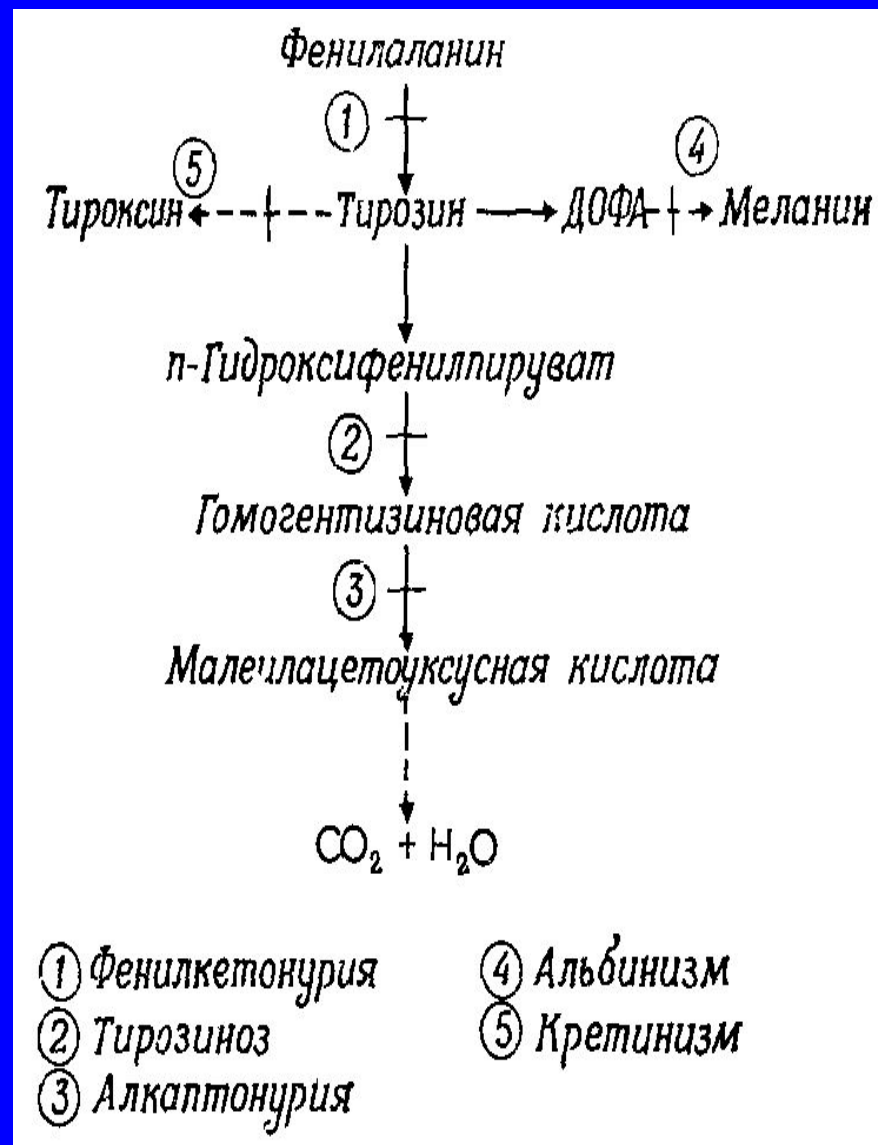 Фенилаланин
①
⑤ ④
Тироксин Тирозин ДОФА Меланин
п-Гидроксифенилпируват
②
Гомогентизиновая кислота
③
Малеилацетоуксусная кислота
CO₂ + H₂O
① Фенилкетонурия ④ Альбинизм
② Тирозиноз ⑤ Кретинизм
③ Алкаптонурия